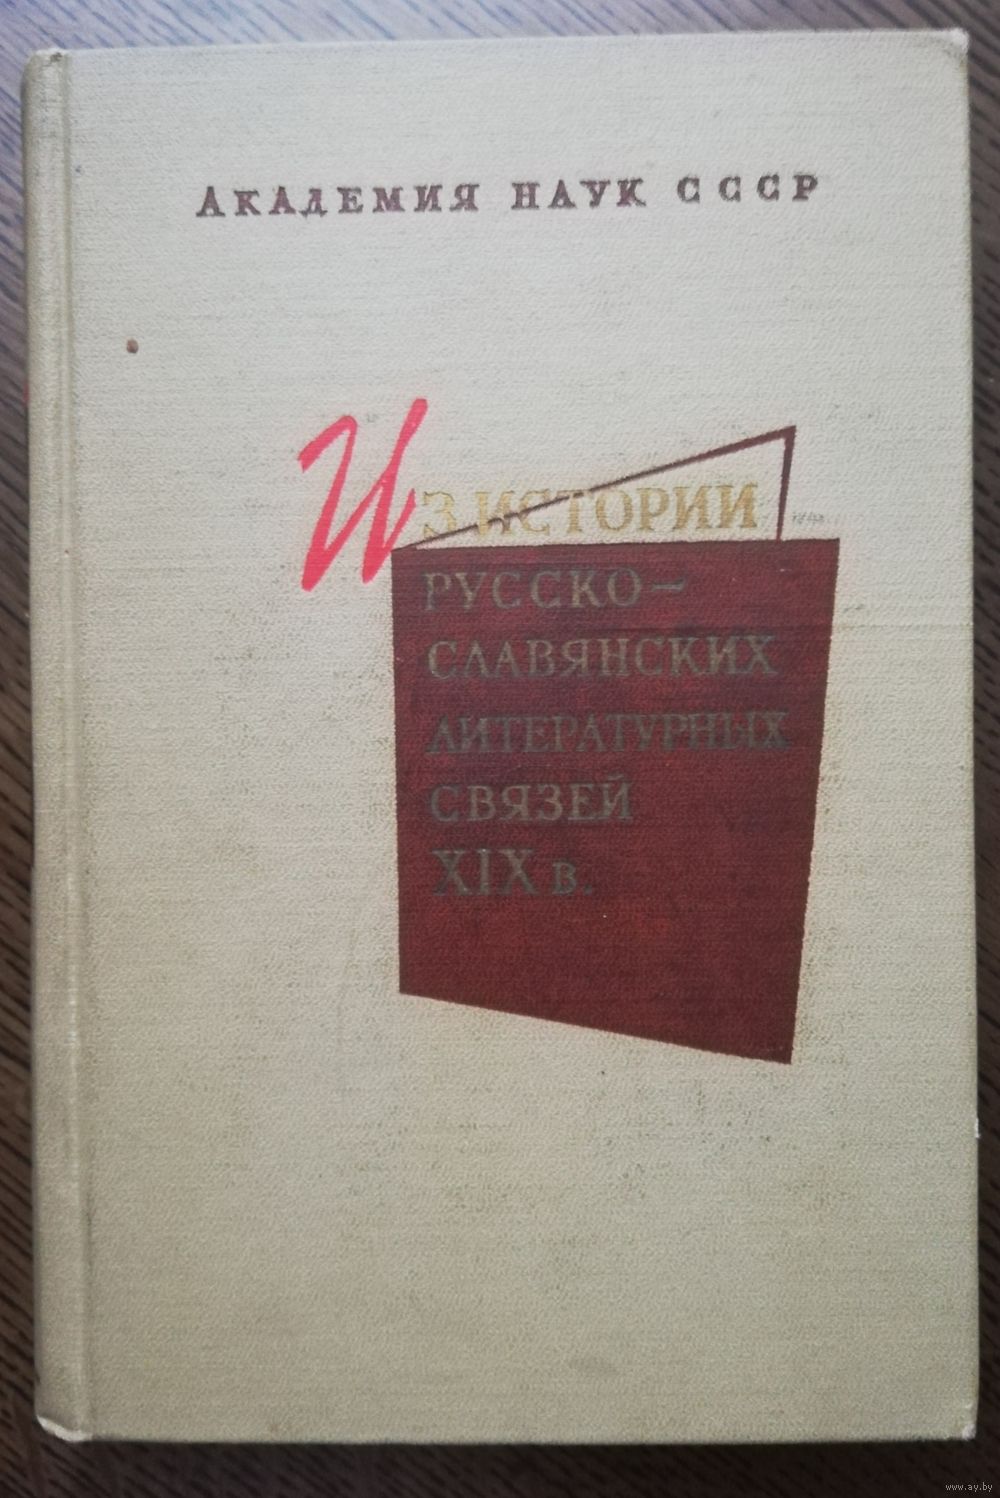 АКАДЕМИЯ НАУК СССР
ИЗ ИСТОРИИ
РУССКО-
СЛАВЯНСКИХ
ЛИТЕРАТУРНЫХ
СВЯЗЕЙ
XIX в.
www.ay.by